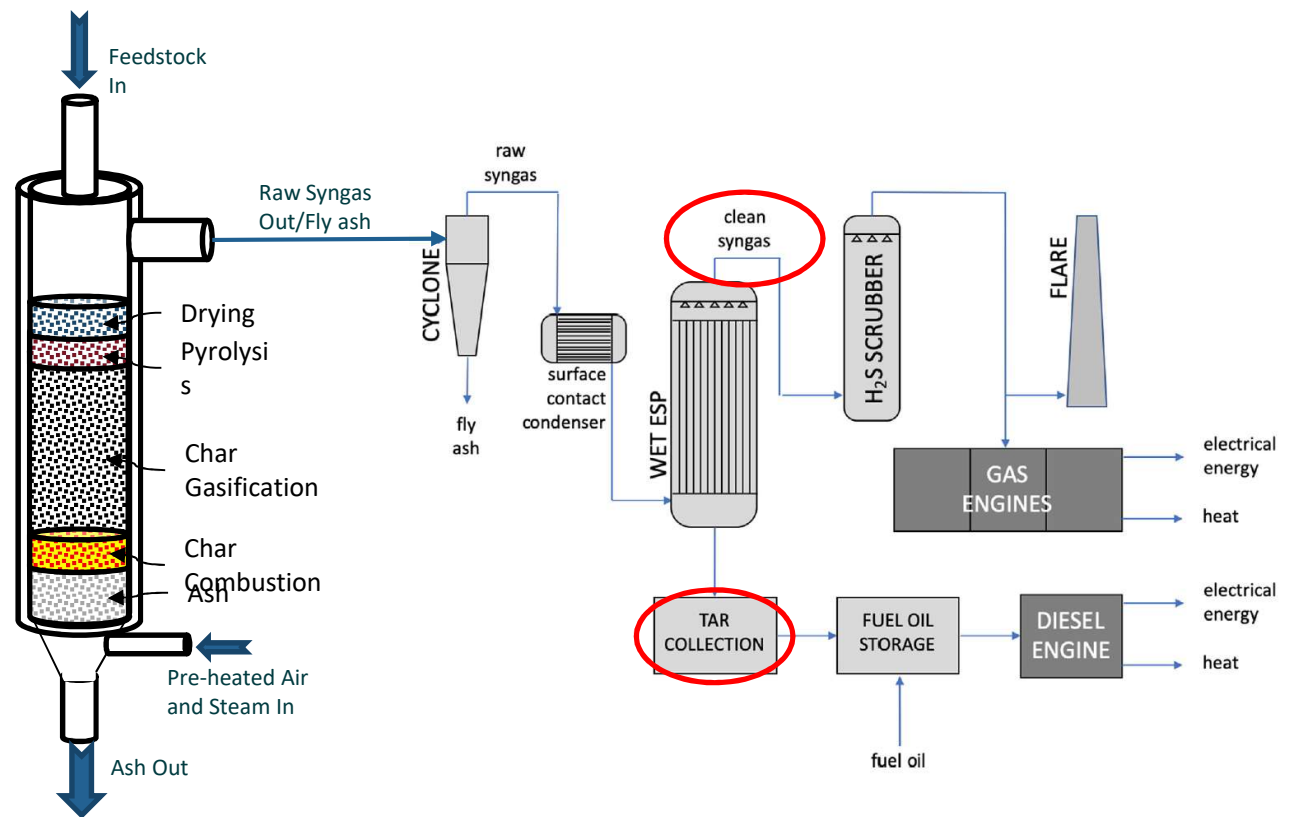 Feedstock
In
Raw Syngas
Out/Fly ash
Drying
Pyrolysi
s
Char
Gasification
Char
Combustion
Ash
Pre-heated Air
and Steam In
Ash Out
raw
syngas
CYCLONE
fly
ash
surface
contact
condenser
WET ESP
clean
syngas
H₂S SCRUBBER
FLARE
GAS
ENGINES
electrical
energy
heat
TAR
COLLECTION
FUEL OIL
STORAGE
fuel oil
DIESEL
ENGINE
electrical
energy
heat